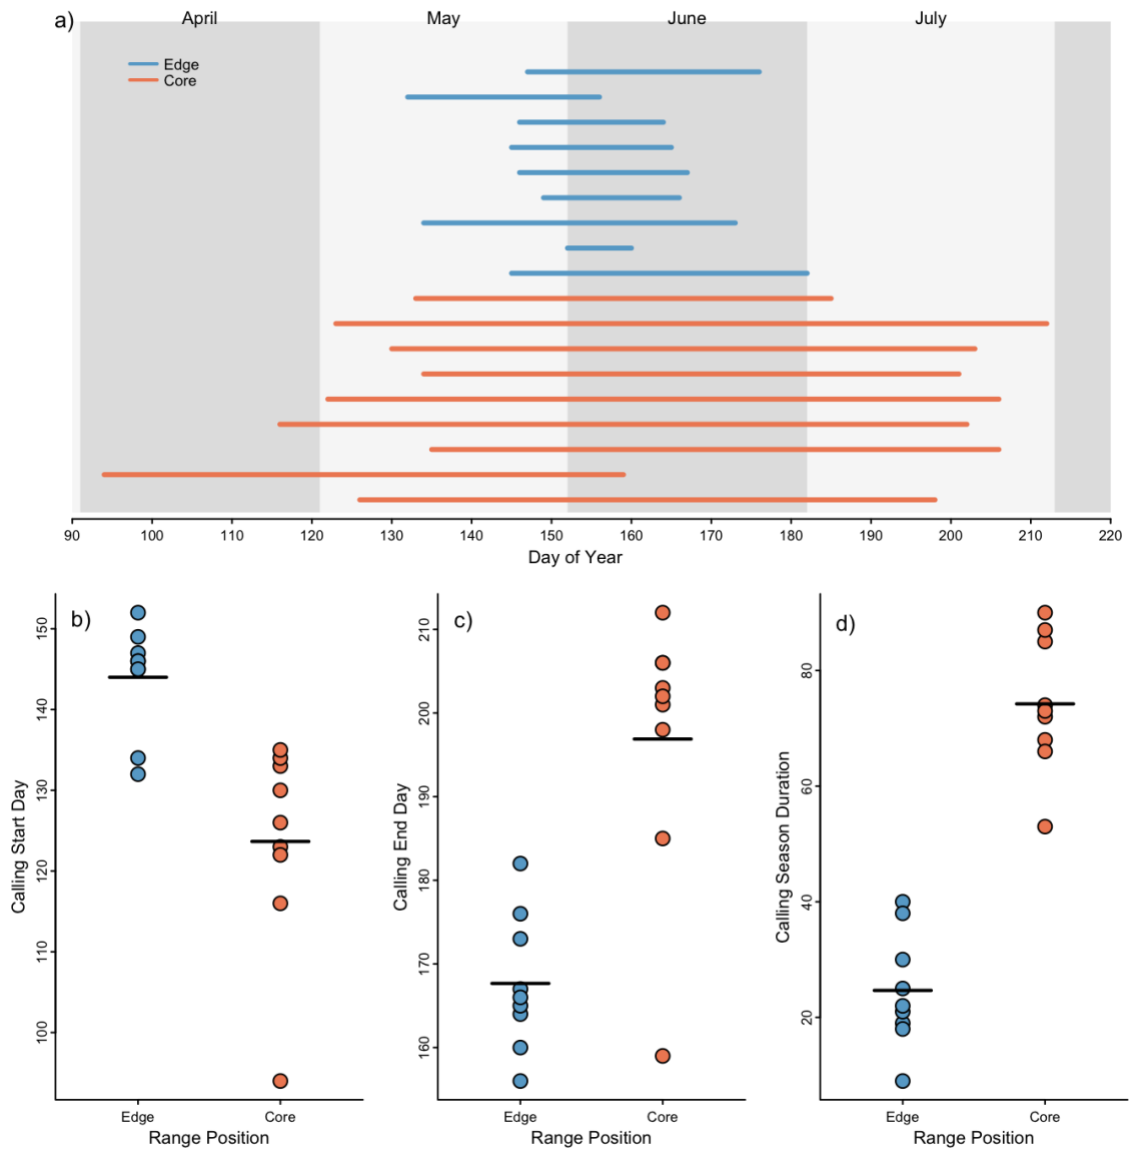 a)
April May June July
Edge
Core
90 100 110 120 130 140 150 160 170 180 190 200 210 220
Day of Year
b)
Calling Start Day
150
140
130
120
110
100
Edge Core
Range Position
c)
Calling End Day
210
200
190
180
170
160
Edge Core
Range Position
d)
Calling Season Duration
80
60
40
20
Edge Core
Range Position